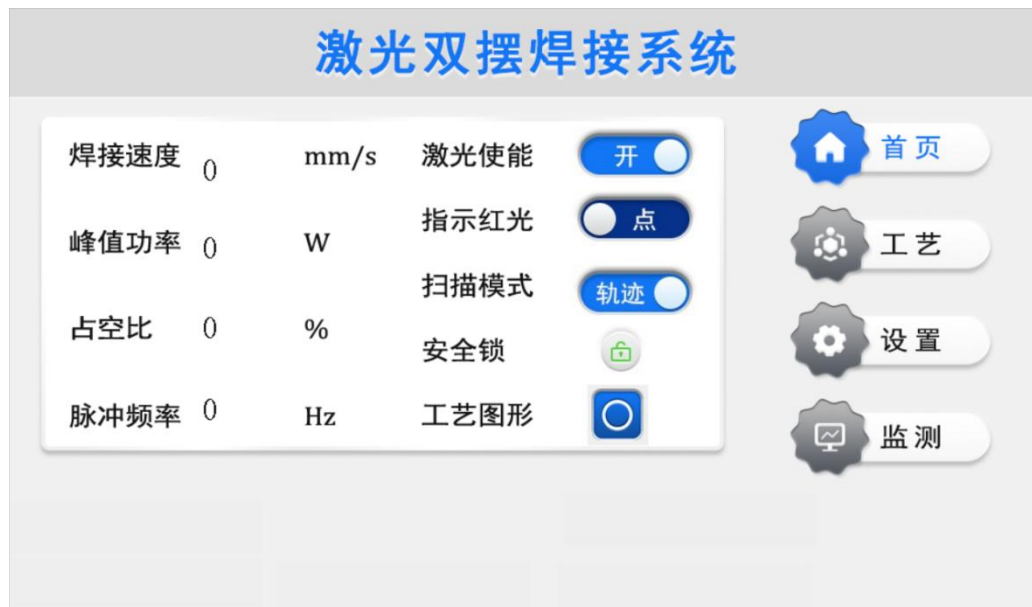 激光双摆焊接系统
焊接速度 0 mm/s
峰值功率 0 W
占空比 0 %
脉冲频率 0 Hz
激光使能 开
指示红光 点
扫描模式 轨迹
安全锁
工艺图形
首页
工艺
设置
监测